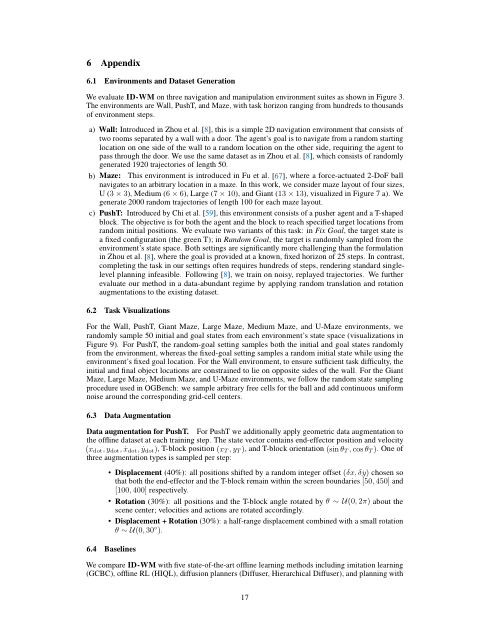 6 Appendix
6.1 Environments and Dataset Generation
We evaluate ID-WM on three navigation and manipulation environment suites as shown in Figure 3.
The environments are Wall, PushT, and Maze, with task horizon ranging from hundreds to thousands
of environment steps.
a) Wall: Introduced in Zhou et al. [8], this is a simple 2D navigation environment that consists of
two rooms separated by a wall with a door. The agent's goal is to navigate from a random starting
location on one side of the wall to a random location on the other side, requiring the agent to
pass through the door. We use the same dataset as in Zhou et al. [8], which consists of randomly
generated 1920 trajectories of length 50.
b) Maze: This environment is introduced in Fu et al. [67], where a force-actuated 2-DoF ball
navigates to an arbitrary location in a maze. In this work, we consider maze layout of four sizes,
U (3 × 3), Medium (6 × 6), Large (7 × 10), and Giant (13 × 13), visualized in Figure 7 a). We
generate 2000 random trajectories of length 100 for each maze layout.
c) PushT: Introduced by Chi et al. [59], this environment consists of a pusher agent and a T-shaped
block. The objective is for both the agent and the block to reach specified target locations from
random initial positions. We evaluate two variants of this task: in Fix Goal, the target state is
a fixed configuration (the green T); in Random Goal, the target is randomly sampled from the
environment's state space. Both settings are significantly more challenging than the formulation
in Zhou et al. [8], where the goal is provided at a known, fixed horizon of 25 steps. In contrast,
completing the task in our settings often requires hundreds of steps, rendering standard single-
level planning infeasible. Following [8], we train on noisy, replayed trajectories. We further
evaluate our method in a data-abundant regime by applying random translation and rotation
augmentations to the existing dataset.
6.2 Task Visualizations
For the Wall, PushT, Giant Maze, Large Maze, Medium Maze, and U-Maze environments, we
randomly sample 50 initial and goal states from each environment's state space (visualizations in
Figure 9). For PushT, the random-goal setting samples both the initial and goal states randomly
from the environment, whereas the fixed-goal setting samples a random initial state while using the
environment's fixed goal location. For the Wall environment, to ensure sufficient task difficulty, the
initial and final object locations are constrained to lie on opposite sides of the wall. For the Giant
Maze, Large Maze, Medium Maze, and U-Maze environments, we follow the random state sampling
procedure used in OGBench: we sample arbitrary free cells for the ball and add continuous uniform
noise around the corresponding grid-cell centers.
6.3 Data Augmentation
Data augmentation for PushT. For PushT we additionally apply geometric data augmentation to
the offline dataset at each training step. The state vector contains end-effector position and velocity
(x_dot, y_dot, ẋ_dot, ẏ_dot), T-block position (x_T, y_T), and T-block orientation (sin θ_T, cos θ_T). One of
three augmentation types is sampled per step:
• Displacement (40%): all positions shifted by a random integer offset (δx, δy) chosen so
that both the end-effector and the T-block remain within the screen boundaries [50, 450] and
[100, 400] respectively.
• Rotation (30%): all positions and the T-block angle rotated by θ ∼ U(0, 2π) about the
scene center; velocities and actions are rotated accordingly.
• Displacement + Rotation (30%): a half-range displacement combined with a small rotation
θ ∼ U(0, 30°).
6.4 Baselines
We compare ID-WM with five state-of-the-art offline learning methods including imitation learning
(GCBC), offline RL (HIQL), diffusion planners (Diffuser, Hierarchical Diffuser), and planning with
17